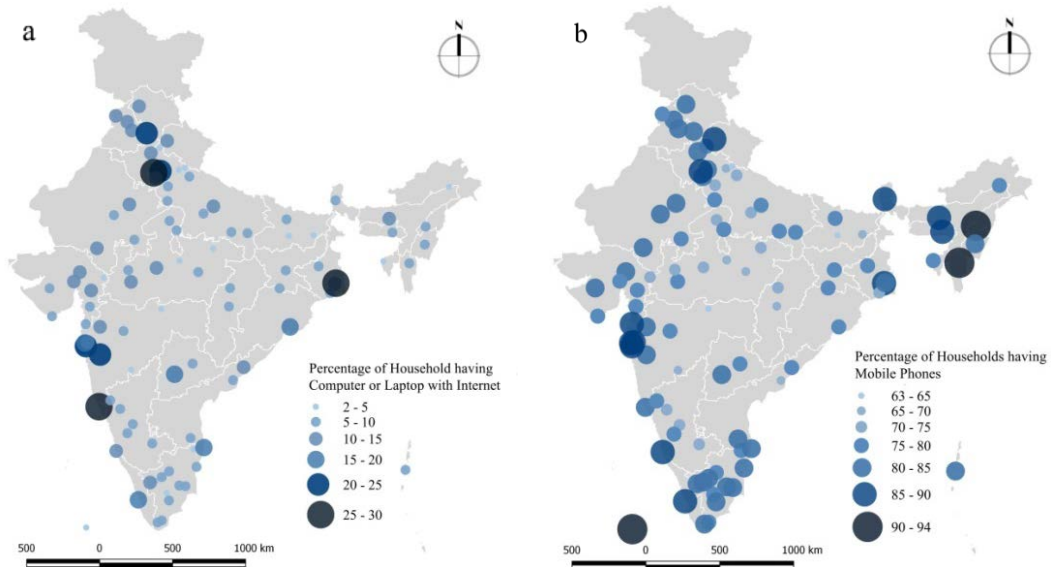 a
N
Percentage of Household having
Computer or Laptop with Internet
2 - 5
5 - 10
10 - 15
15 - 20
20 - 25
25 - 30
500 0 500 1000 km
b
N
Percentage of Households having
Mobile Phones
63 - 65
65 - 70
70 - 75
75 - 80
80 - 85
85 - 90
90 - 94
500 0 500 1000 km